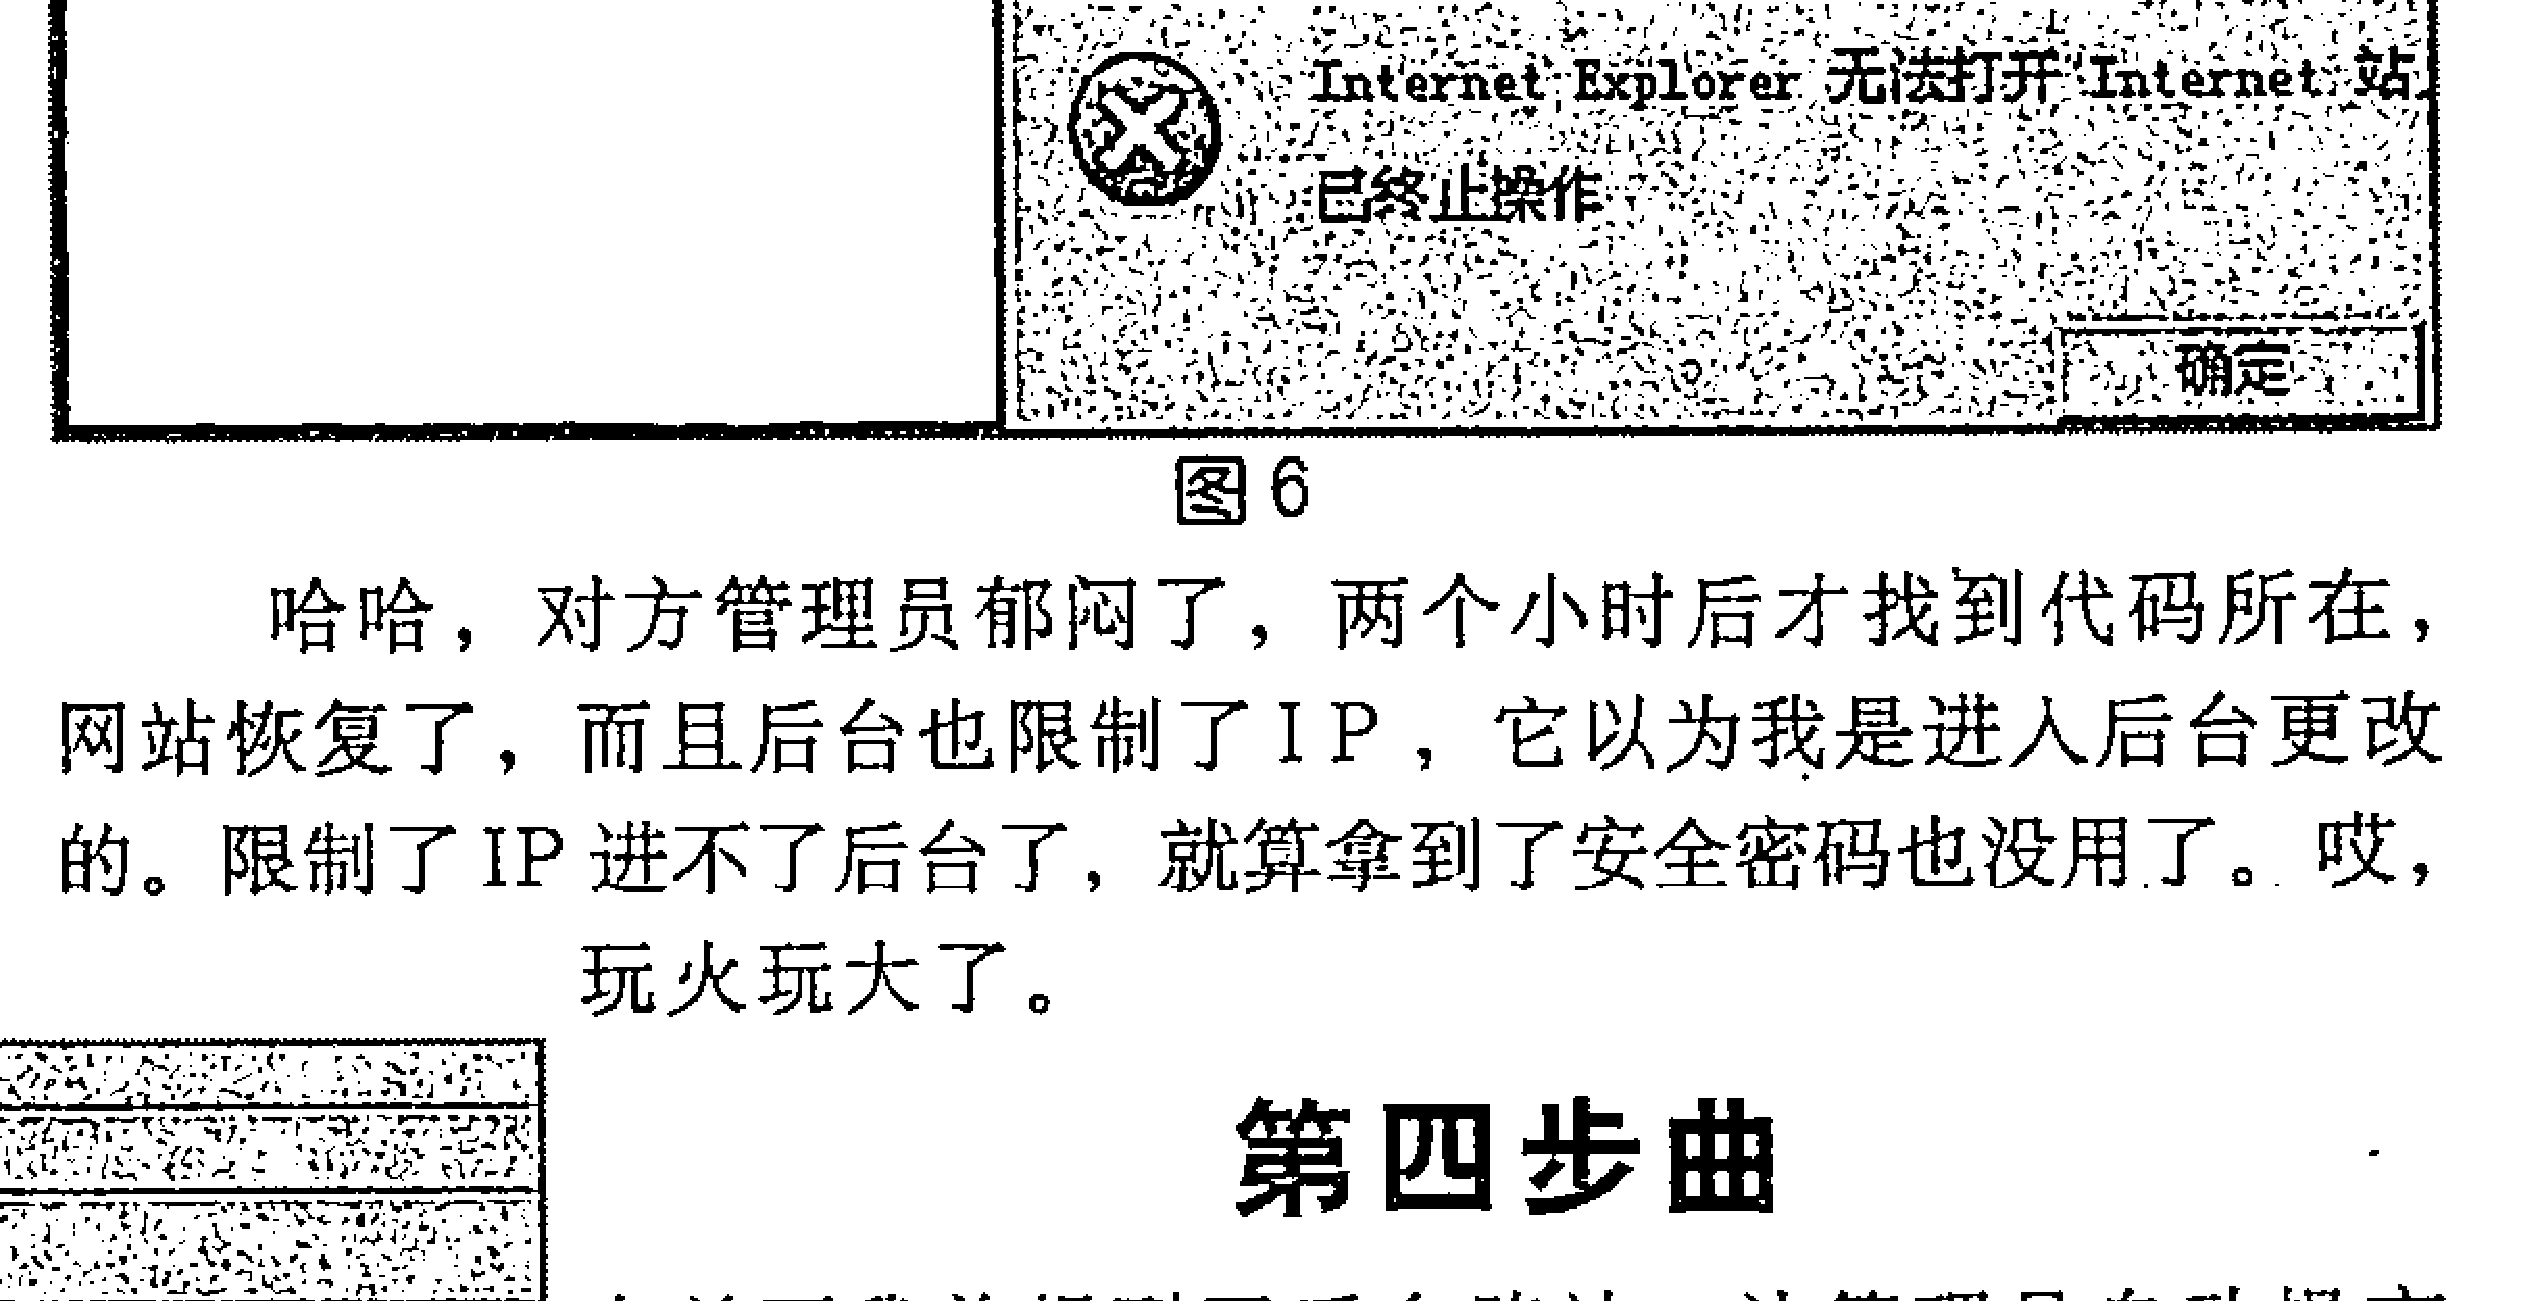 Internet Explorer 无法打开 Internet 站
已终止操作
确定
图6
哈哈，对方管理员郁闷了，两个小时后才找到代码所在，
网站恢复了，而且后台也限制了IP，它以为我是进入后台更改
的。限制了IP进不了后台了，就算拿到了安全密码也没用了。哎，
玩火玩大了。
第四步曲